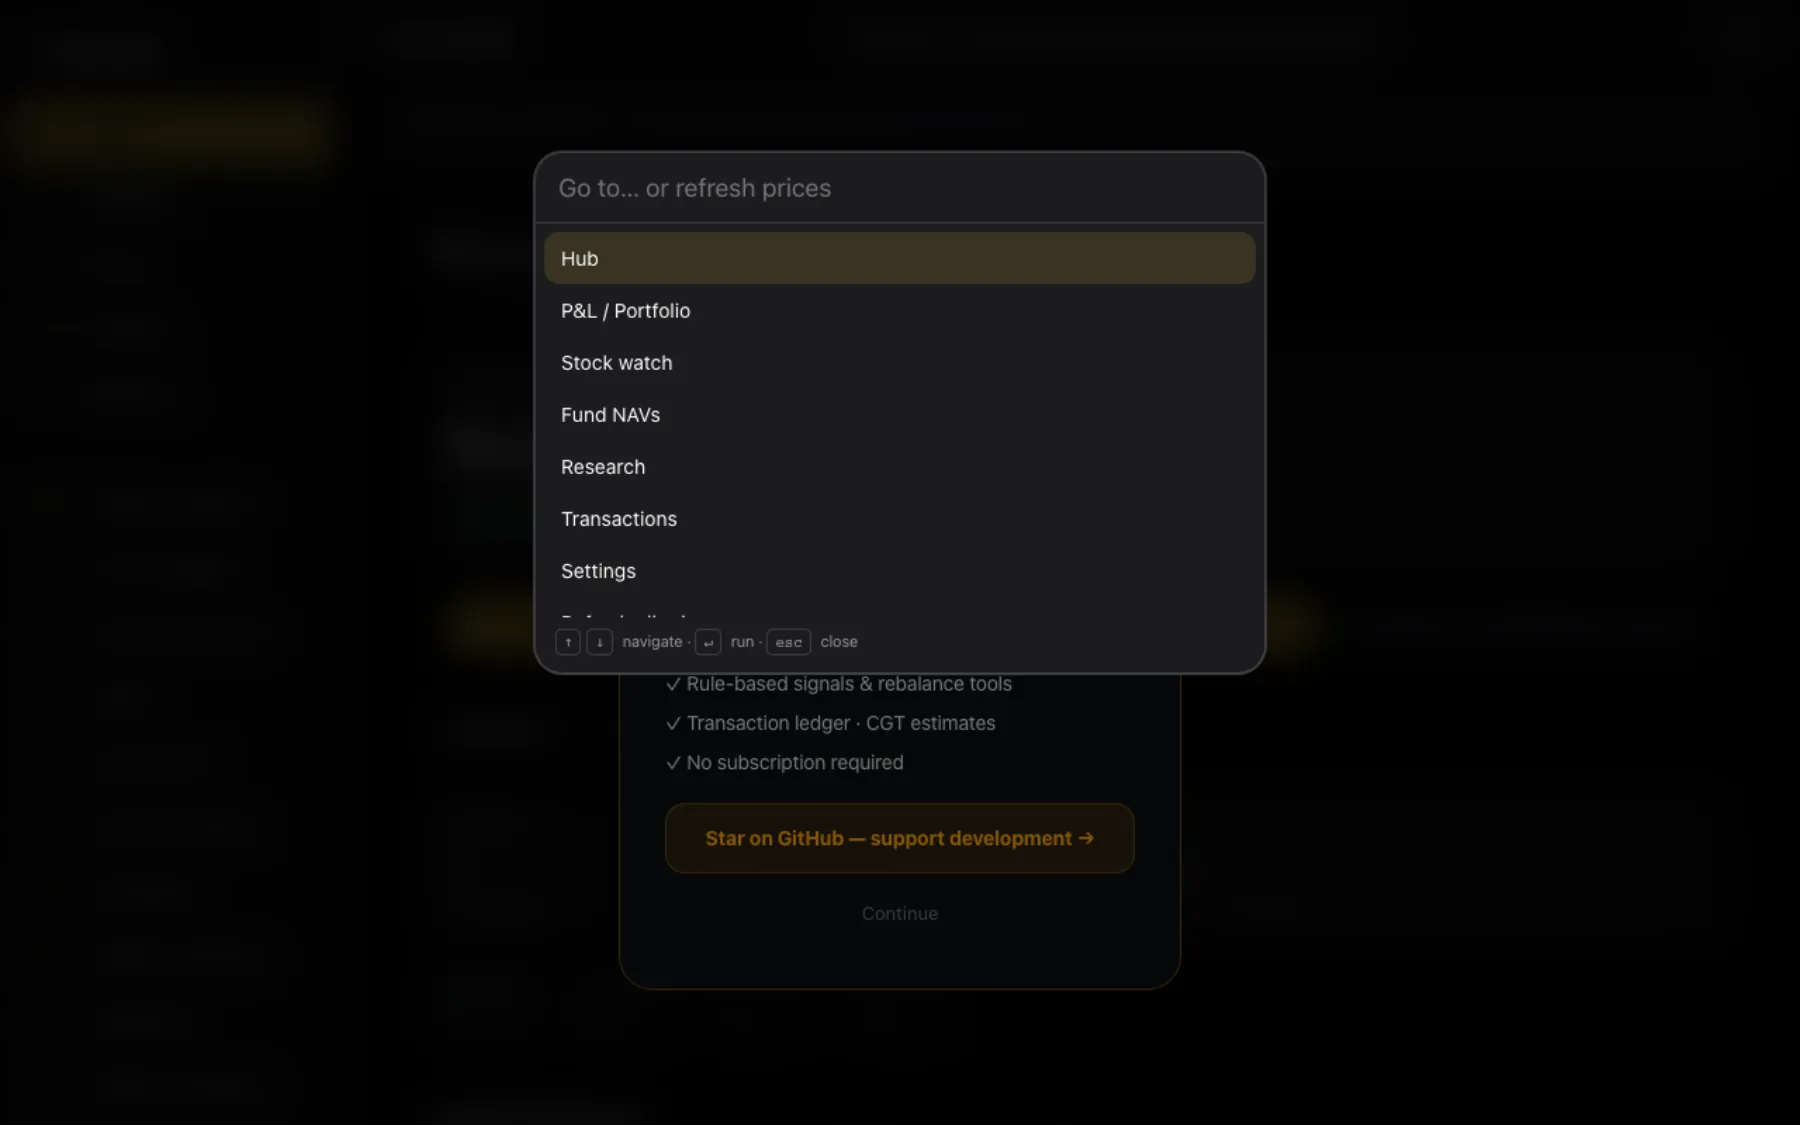 Go to... or refresh prices
Hub
P&L / Portfolio
Stock watch
Fund NAVs
Research
Transactions
Settings
↑ ↓ navigate · ↵ run · esc close
✓ Rule-based signals & rebalance tools
✓ Transaction ledger · CGT estimates
✓ No subscription required
Star on GitHub — support development →
Continue